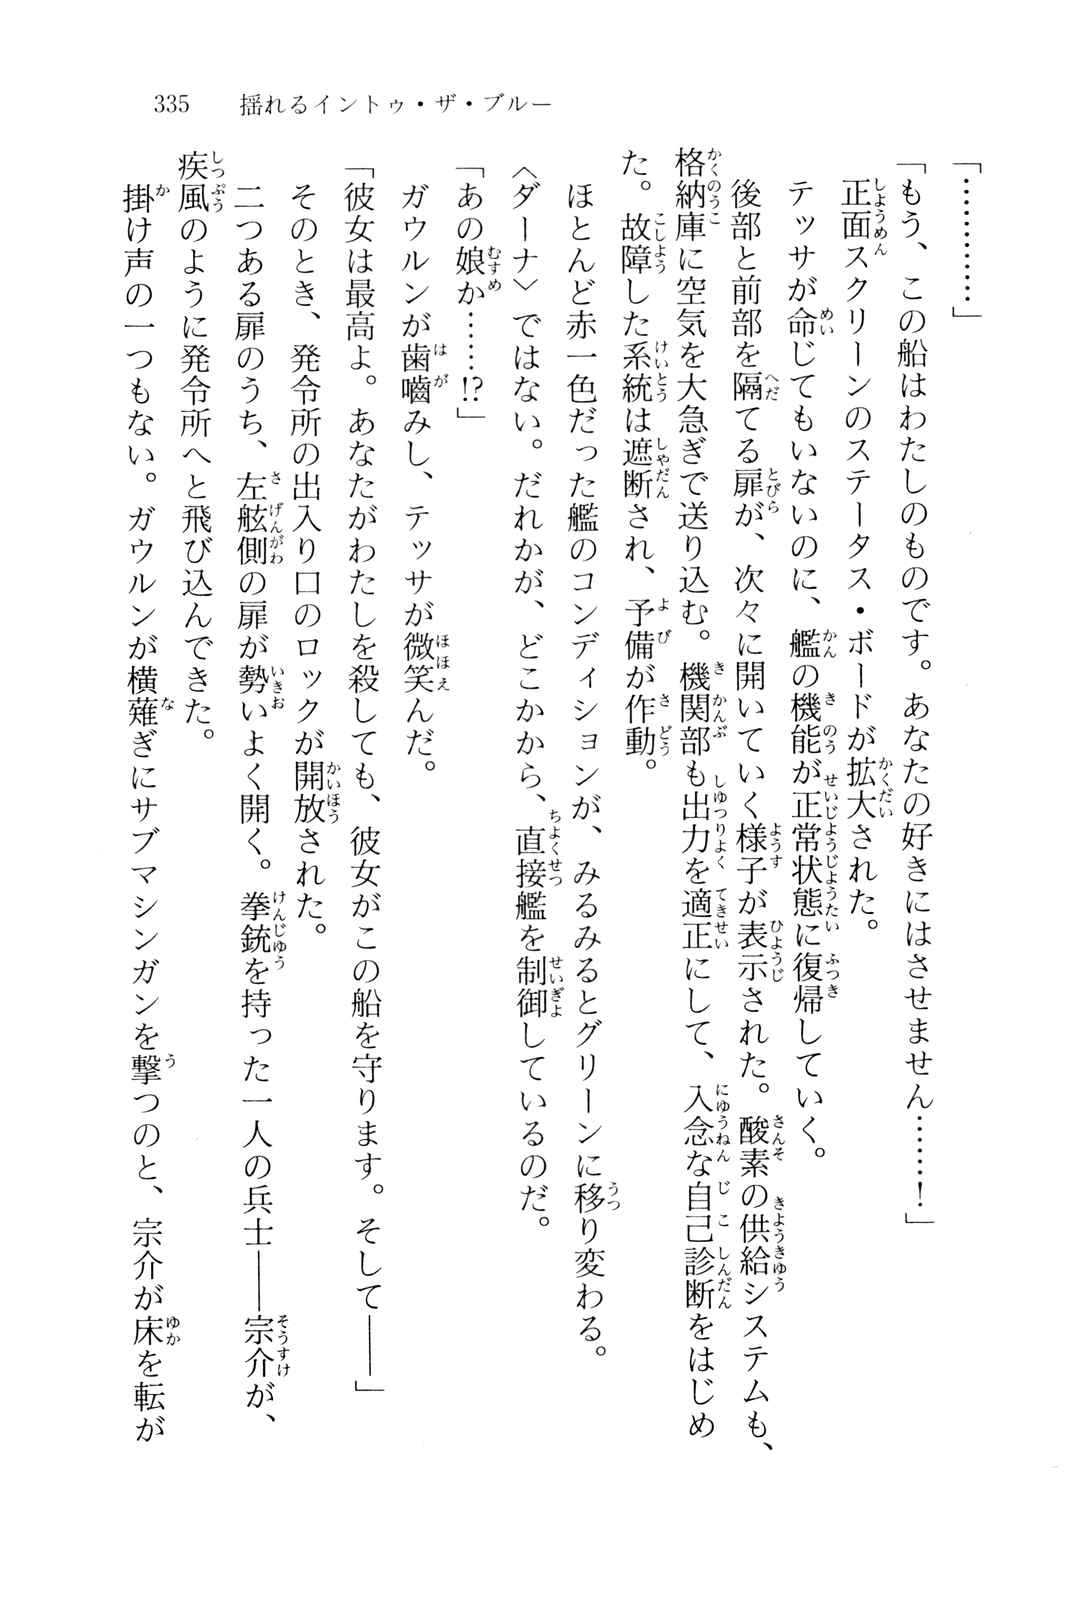 335　揺れるイントゥ・ザ・ブルー
「…………」
「もう、この船はわたしのものです。あなたの好きにはさせません……！」
正面スクリーンのステータス・ボードが拡大された。
テッサが命じてもいないのに、艦の機能が正常状態に復帰していく。
後部と前部を隔てる扉が、次々に開いていく様子が表示された。酸素の供給システムも、
格納庫に空気を大急ぎで送り込む。機関部も出力を適正にして、入念な自己診断をはじめ
た。故障した系統は遮断され、予備が作動。
ほとんど赤一色だった艦のコンディションが、みるみるとグリーンに移り変わる。
〈ダーナ〉ではない。だれかが、どこかから、直接艦を制御しているのだ。
「あの娘か……!?」
ガウルンが歯嚙みし、テッサが微笑んだ。
「彼女は最高よ。あなたがわたしを殺しても、彼女がこの船を守ります。そして――」
そのとき、発令所の出入り口のロックが開放された。
二つある扉のうち、左舷側の扉が勢いよく開く。拳銃を持った一人の兵士――宗介が、
疾風のように発令所へと飛び込んできた。
掛け声の一つもない。ガウルンが横薙ぎにサブマシンガンを撃つのと、宗介が床を転が